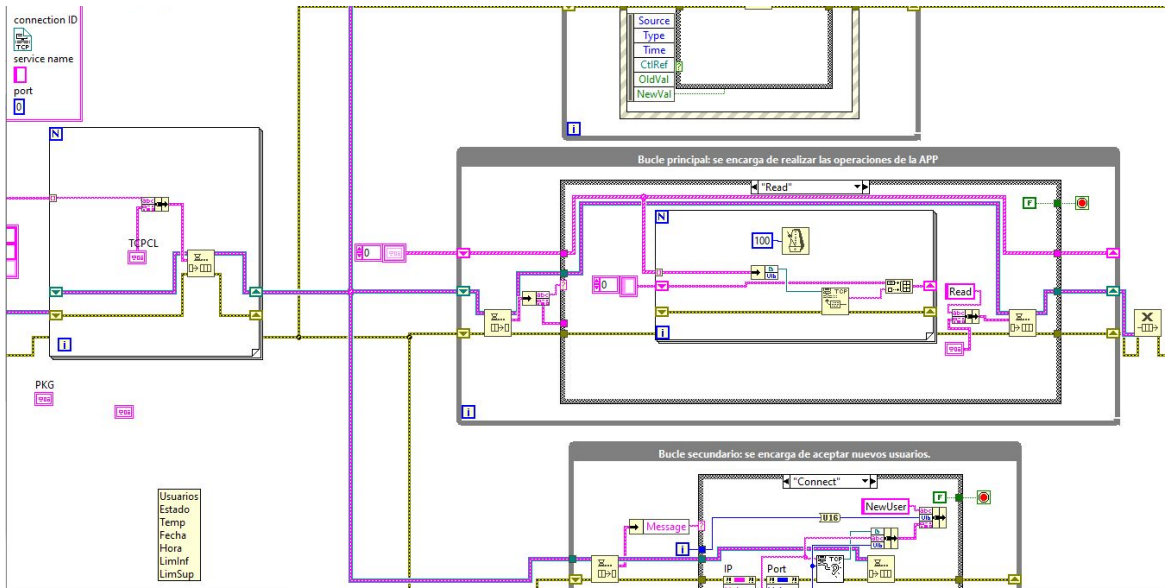 connection ID
TCP
service name
port
0
Source
Type
Time
CtlRef
OldVal
NewVal
i
N
TCPCL
i
PKG
Usuarios
Estado
Temp
Fecha
Hora
LimInf
LimSup
Bucle principal: se encarga de realizar las operaciones de la APP
"Read"
F
N
100
0
0
TCP
Read
i
i
Bucle secundario: se encarga de aceptar nuevos usuarios.
"Connect"
F
Message
NewUser
U16
i
TCP
IP
Port